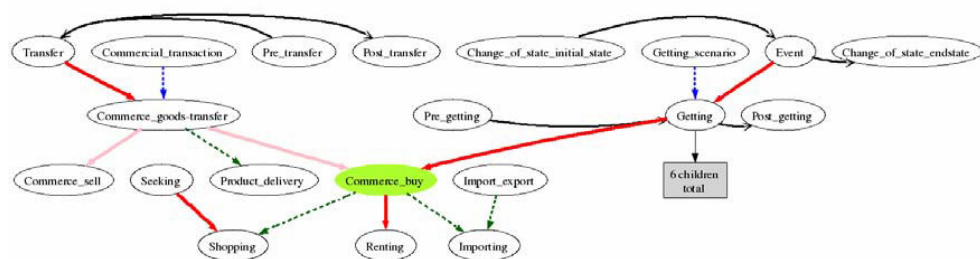 Transfer
Commercial_transaction
Pre_transfer
Post_transfer
Change_of_state_initial_state
Getting_scenario
Event
Change_of_state_endstate
Commerce_goods-transfer
Pre_getting
Getting
Post_getting
Commerce_sell
Seeking
Product_delivery
Commerce_buy
Import_export
6 children
total
Shopping
Renting
Importing